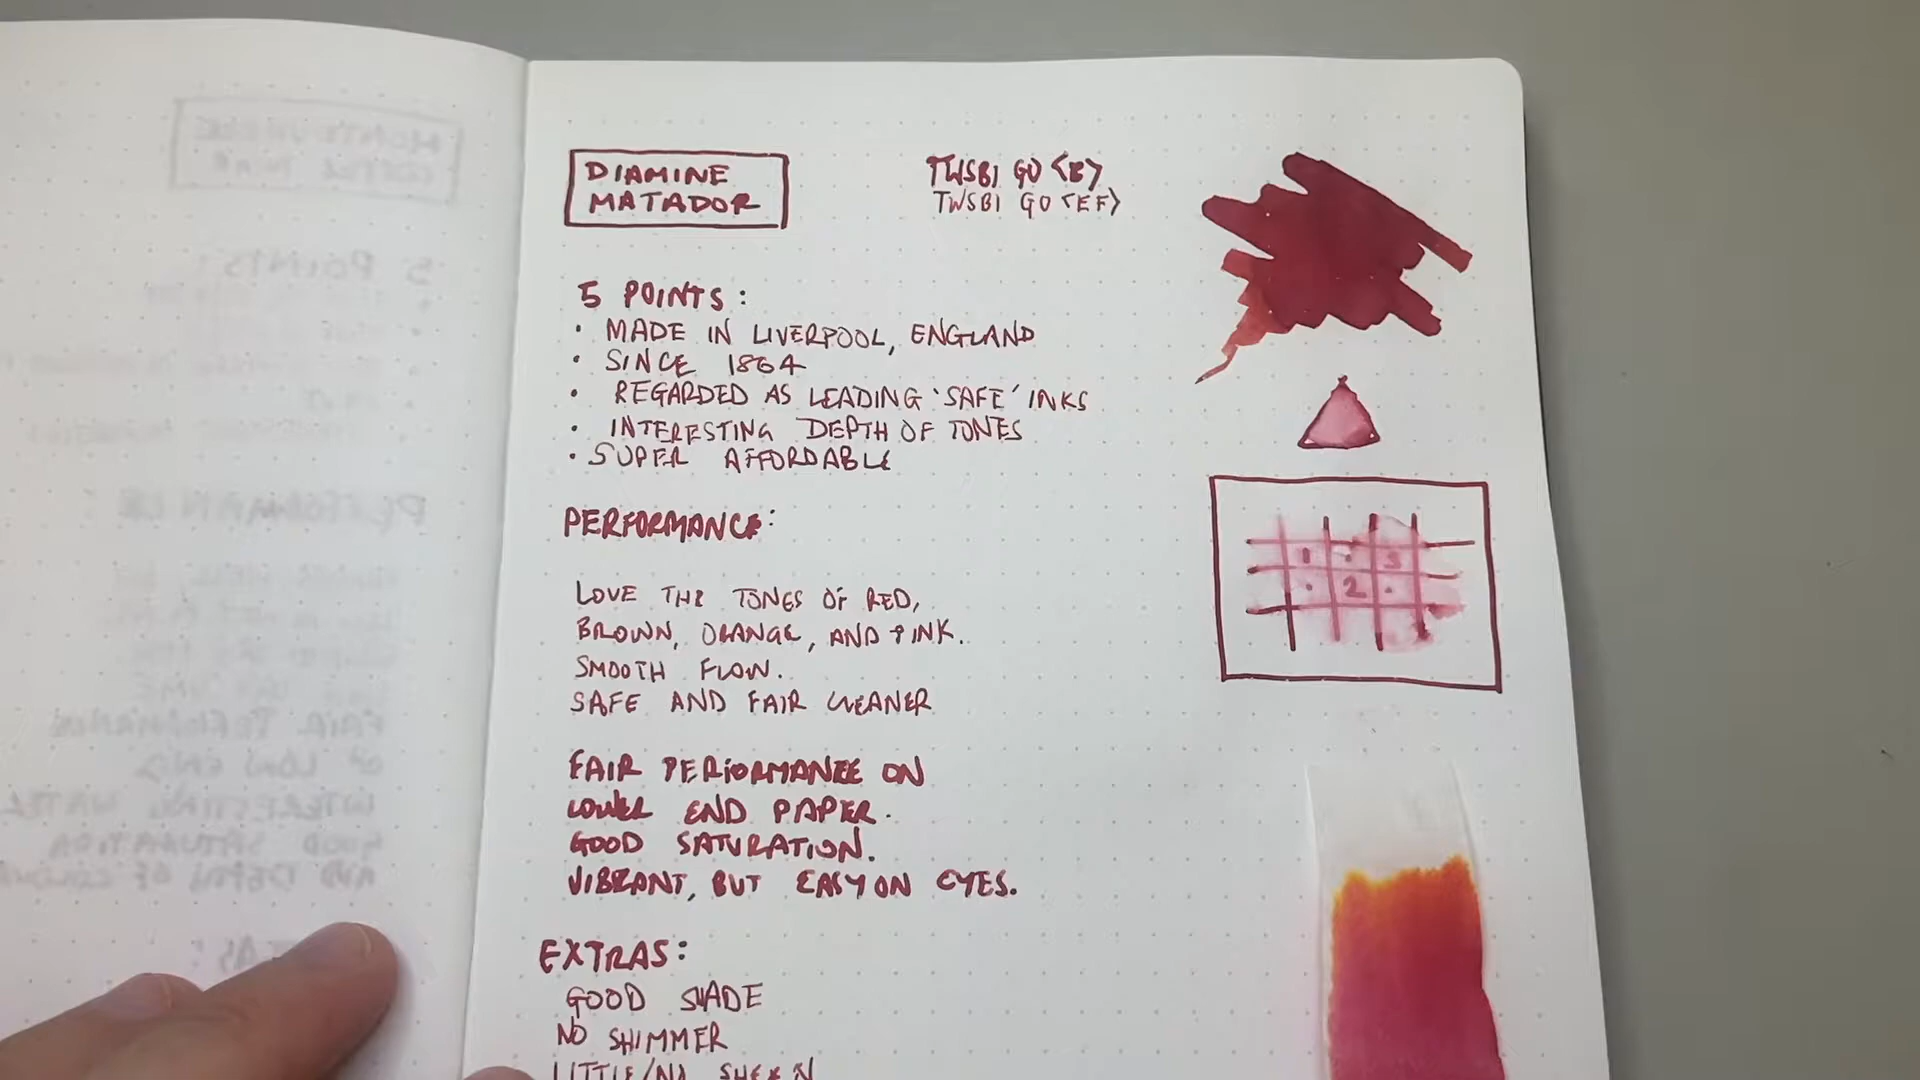 DIAMINE
MATADOR
TWSBI GO <B>
TWSBI GO <EF>
5 POINTS:
• MADE IN LIVERPOOL, ENGLAND
• SINCE 1864
• REGARDED AS LEADING 'SAFE' INKS
• INTERESTING DEPTH OF TONES
• SUPER AFFORDABLE
PERFORMANCE:
LOVE THE TONES OF RED,
BROWN, ORANGE, AND PINK.
SMOOTH FLOW.
SAFE AND FAIR CLEANER
FAIR PERFORMANCE ON
LOWER END PAPER.
GOOD SATURATION.
VIBRANT, BUT EASY ON EYES.
EXTRAS:
GOOD SHADE
NO SHIMMER
LITTLE/NO SHEEN
1 3
2